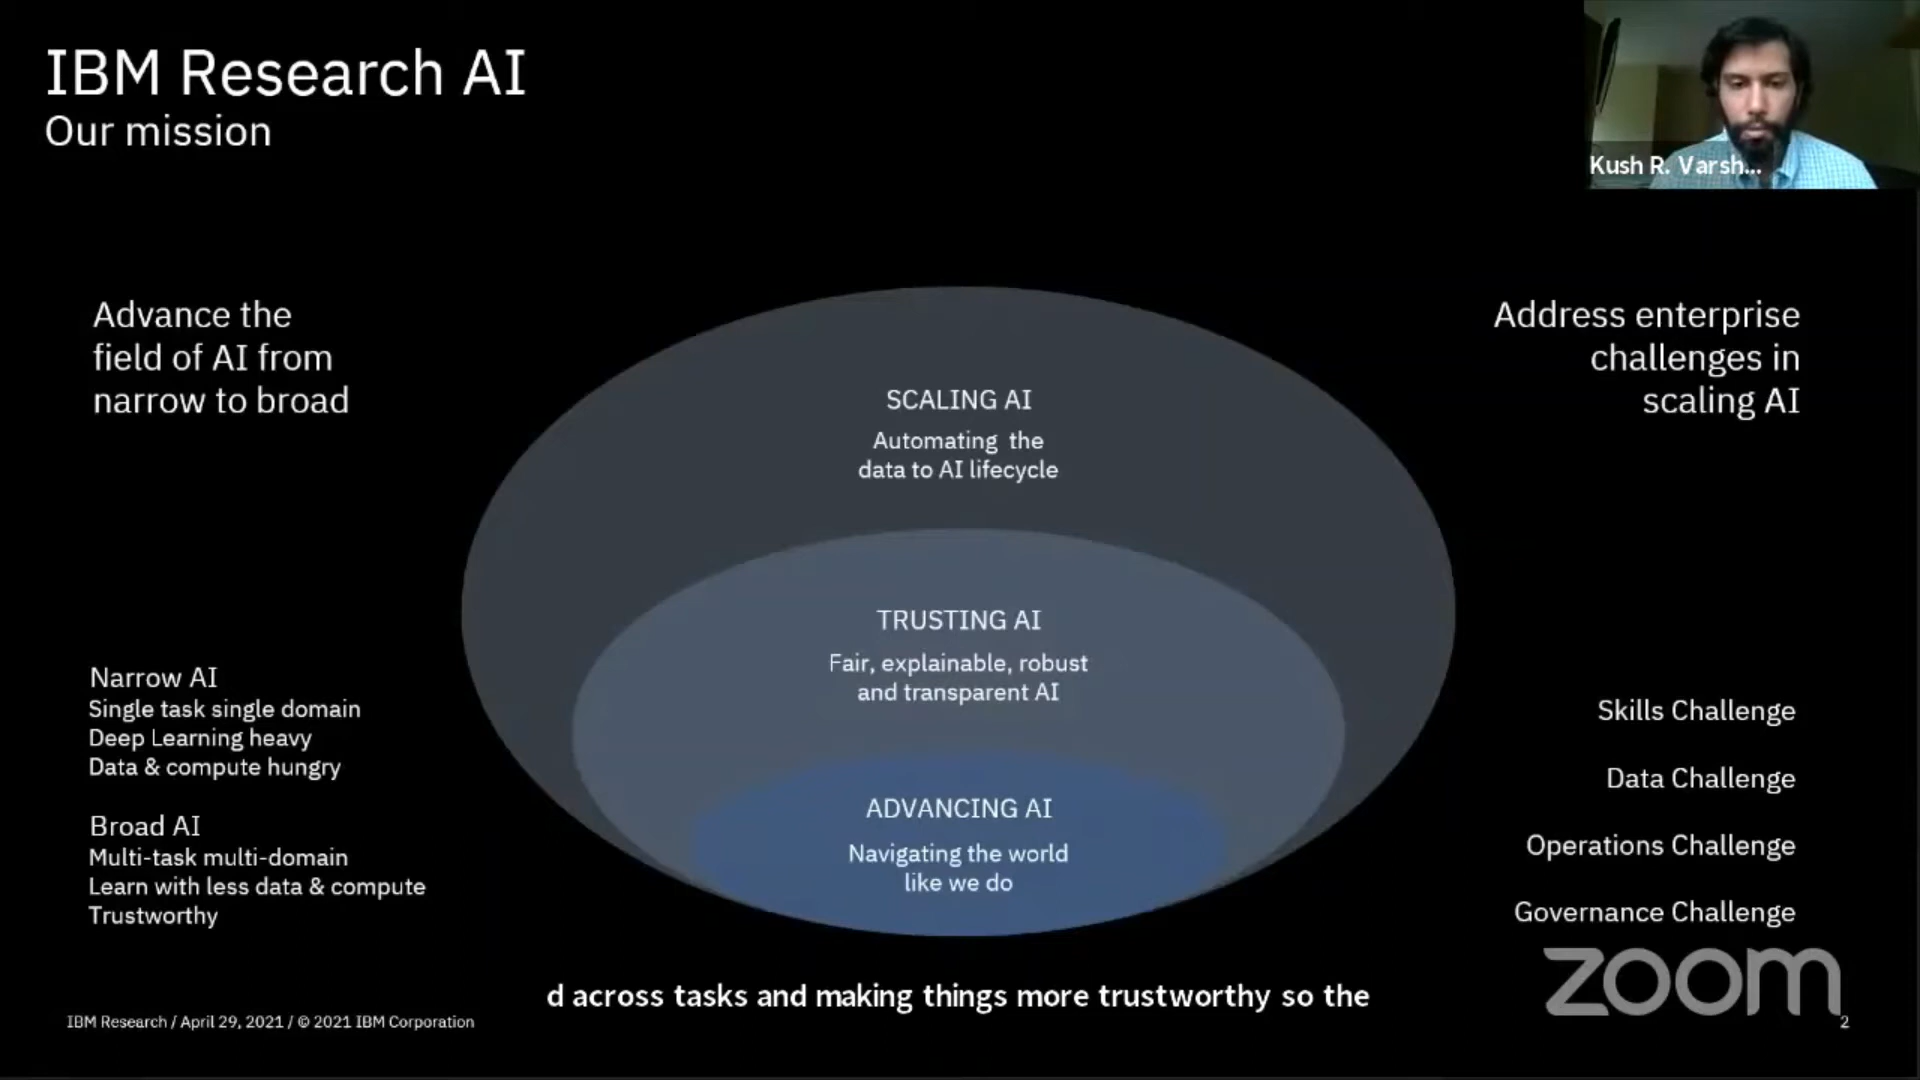 IBM Research AI
Our mission
Kush R. Varsh...
Advance the
field of AI from
narrow to broad
Narrow AI
Single task single domain
Deep Learning heavy
Data & compute hungry
Broad AI
Multi-task multi-domain
Learn with less data & compute
Trustworthy
SCALING AI
Automating the
data to AI lifecycle
TRUSTING AI
Fair, explainable, robust
and transparent AI
ADVANCING AI
Navigating the world
like we do
Address enterprise
challenges in
scaling AI
Skills Challenge
Data Challenge
Operations Challenge
Governance Challenge
zoom
d across tasks and making things more trustworthy so the
IBM Research / April 29, 2021 / © 2021 IBM Corporation
2